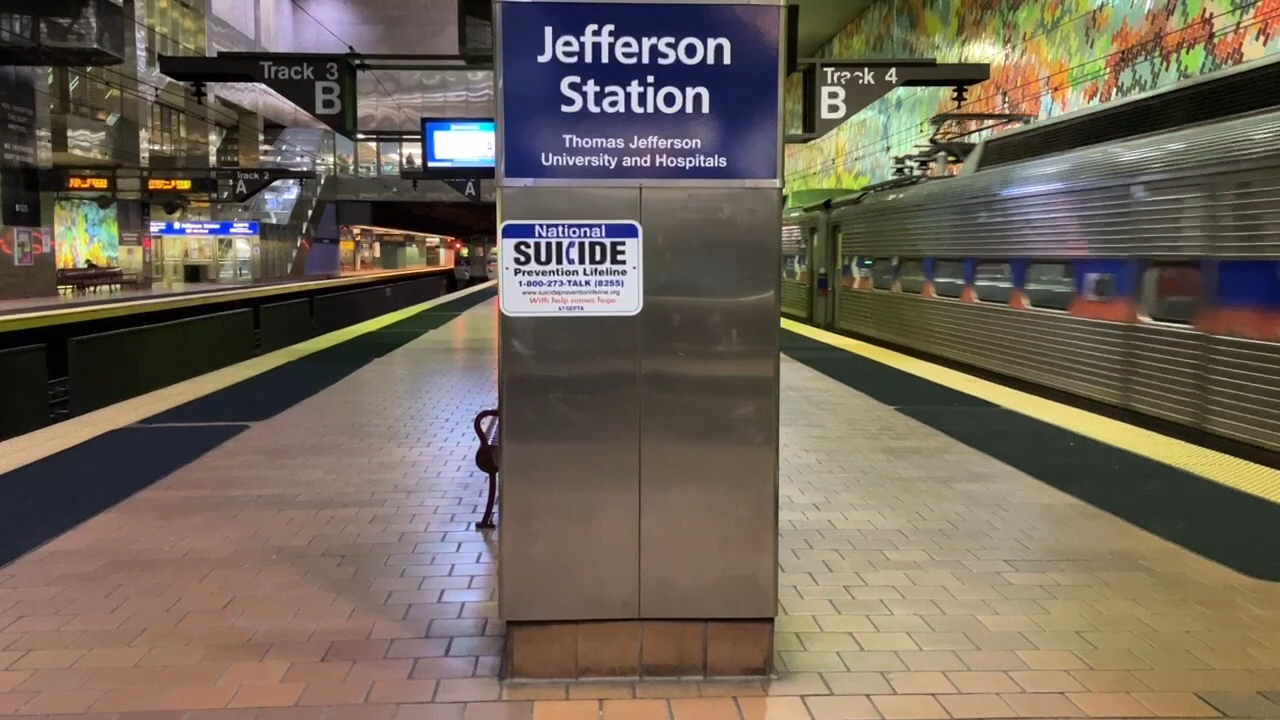 Jefferson
Station
Thomas Jefferson
University and Hospitals
Track 3
B
Track 4
B
Track 2
A
A
National
SUICIDE
Prevention Lifeline
1-800-273-TALK (8255)
www.suicidepreventionlifeline.org
With help comes hope
SEPTA